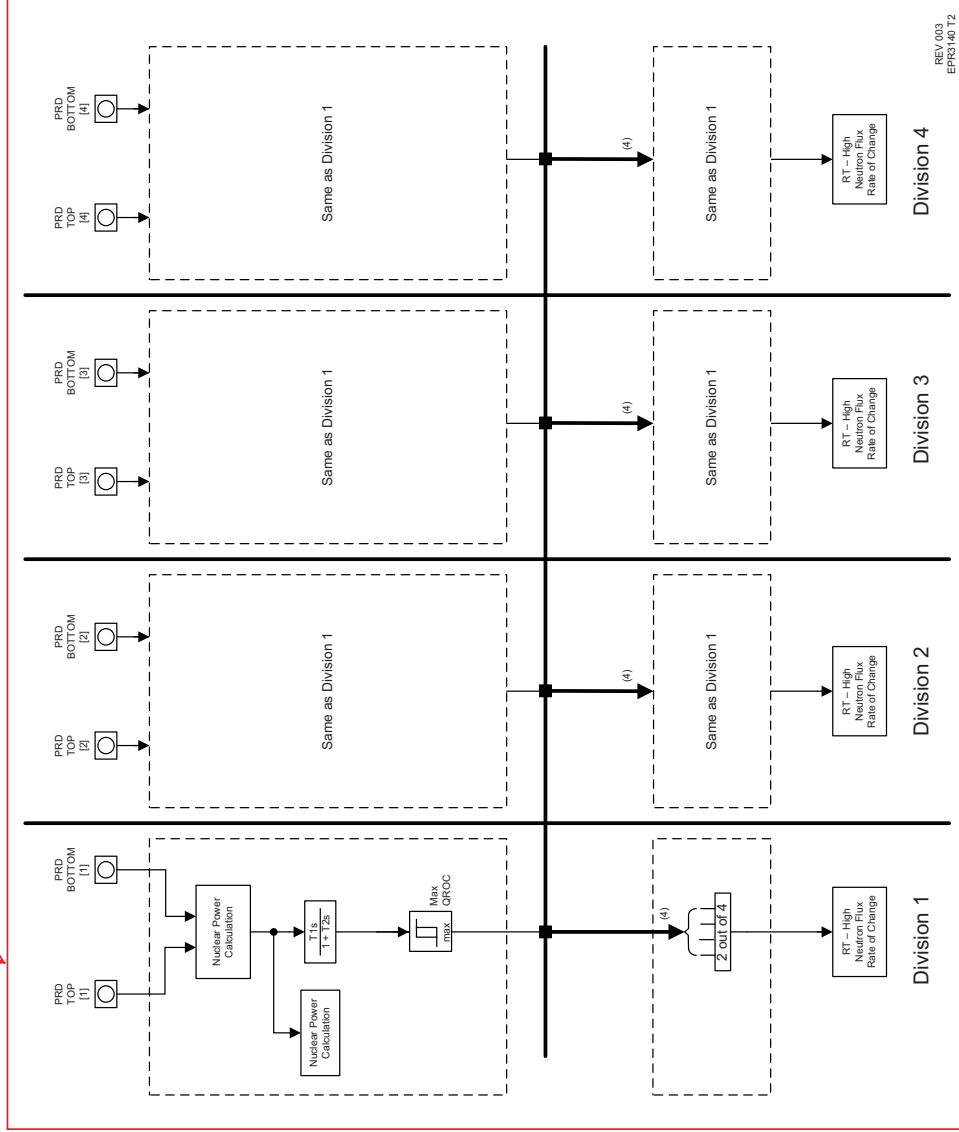 PRD
TOP
[1]
PRD
BOTTOM
[1]
Nuclear Power
Calculation
Nuclear Power
Calculation
T1s
1 + T2s
max
Max
QROC
(4)
2 out of 4
RT – High
Neutron Flux
Rate of Change
Division 1
PRD
TOP
[2]
PRD
BOTTOM
[2]
Same as Division 1
(4)
Same as Division 1
RT – High
Neutron Flux
Rate of Change
Division 2
PRD
TOP
[3]
PRD
BOTTOM
[3]
Same as Division 1
(4)
Same as Division 1
RT – High
Neutron Flux
Rate of Change
Division 3
PRD
TOP
[4]
PRD
BOTTOM
[4]
Same as Division 1
(4)
Same as Division 1
RT – High
Neutron Flux
Rate of Change
Division 4
REV 003
EPR3140 T2